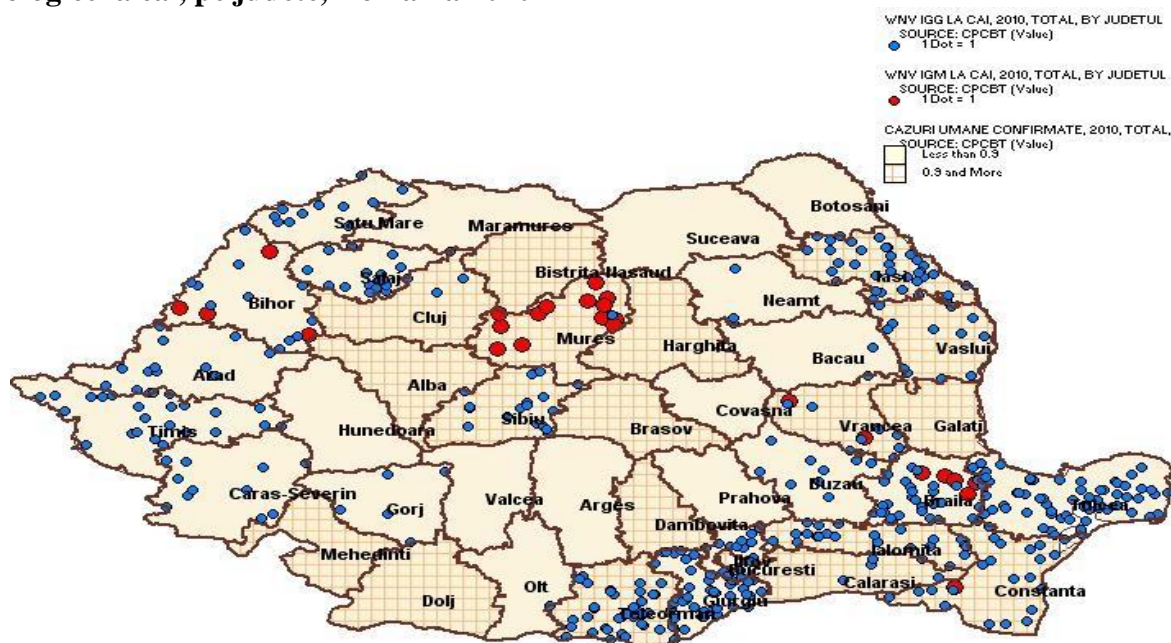 WNV IGG LA CAI, 2010, TOTAL, BY JUDETUL
SOURCE: CPCBT (Value)
1 Dot = 1
WNV IGM LA CAI, 2010, TOTAL, BY JUDETUL
SOURCE: CPCBT (Value)
1 Dot = 1
CAZURI UMANE CONFIRMATE, 2010, TOTAL,
SOURCE: CPCBT (Value)
Less than 0.9
0.9 and More
Botosani
Satu Mare
Maramures
Suceava
Salaj
Bistrita-Nasaud
Iasi
Bihor
Neamt
Cluj
Mures
Harghita
Bacau
Vaslui
Arad
Alba
Covasna
Sibiu
Timis
Hunedoara
Brasov
Vrancea
Galati
Caras-Severin
Gorj
Valcea
Arges
Prahova
Buzau
Braila
Tulcea
Dambovita
Mehedinti
Ialomita
Ilfov
Bucuresti
Calarasi
Constanta
Dolj
Olt
Giurgiu
Teleorman